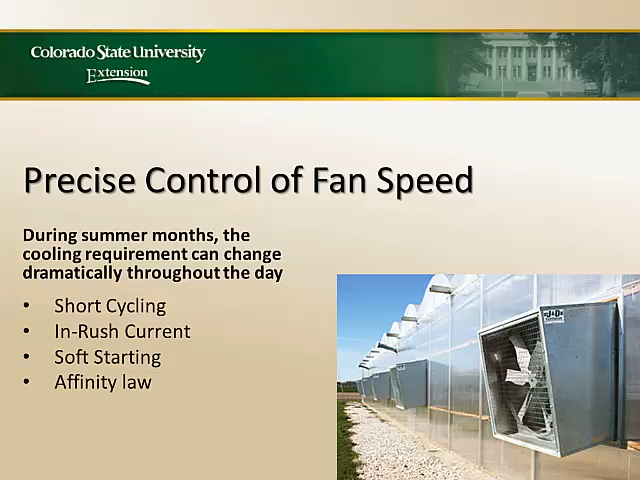 Colorado State University
Extension
Precise Control of Fan Speed
During summer months, the
cooling requirement can change
dramatically throughout the day
• Short Cycling
• In-Rush Current
• Soft Starting
• Affinity law
J&D